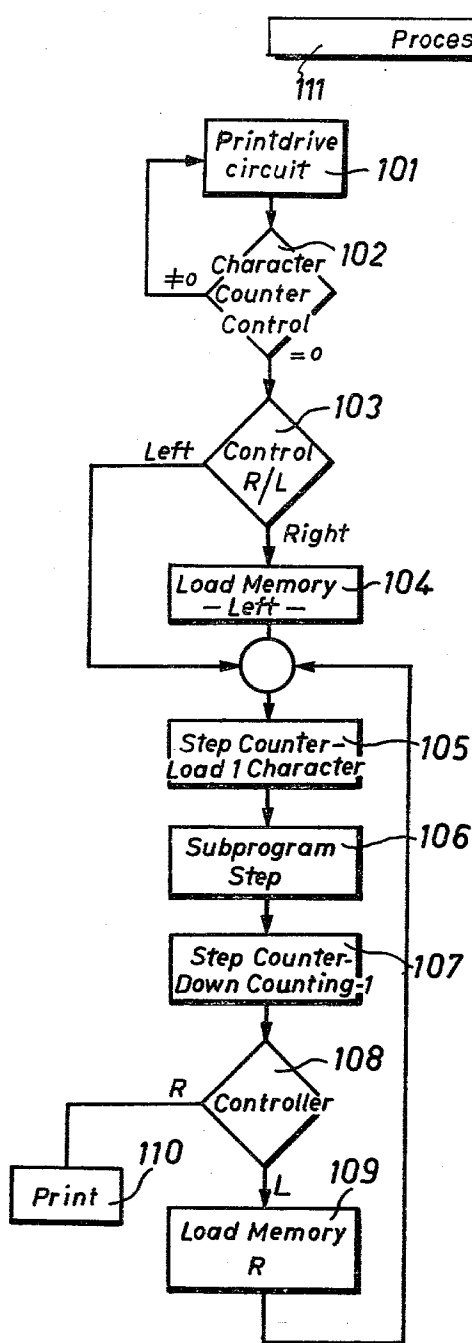 Proces
111
Printdrive
circuit
101
102
Character
Counter
Control
≠0
=0
103
Control
R/L
Left
Right
Load Memory
— Left —
104
Step Counter-
Load 1 Character
105
Subprogram
Step
106
Step Counter-
Down Counting-1
107
108
Controller
R
L
110
Print
109
Load Memory
R